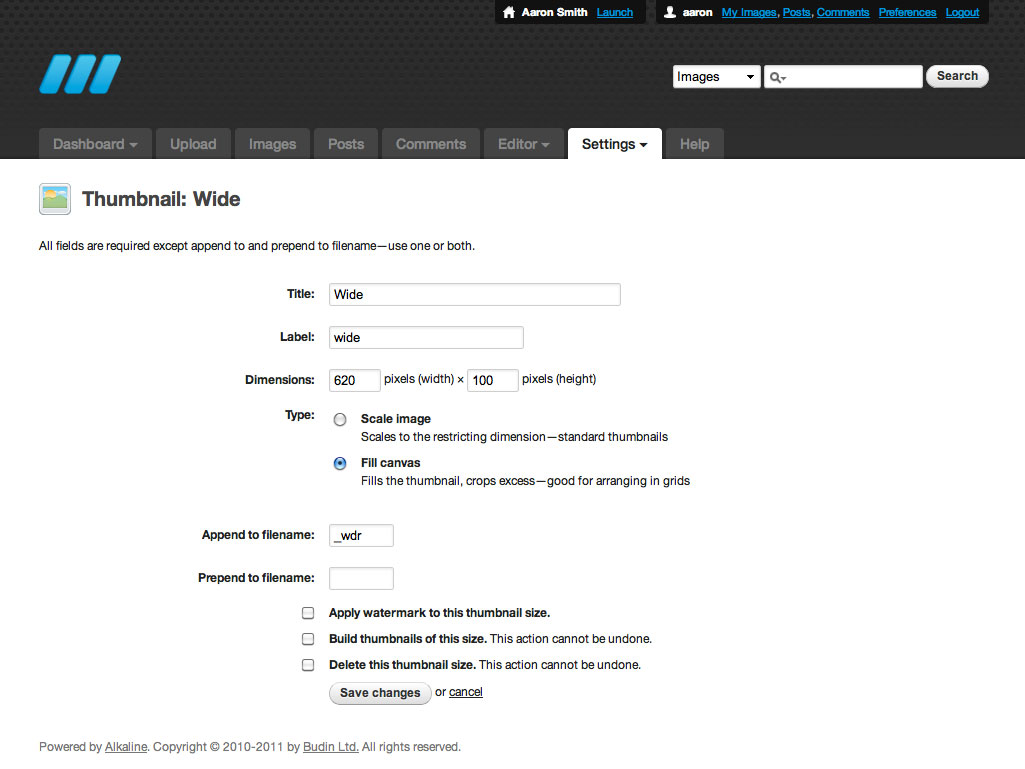 Aaron Smith Launch aaron My Images, Posts, Comments Preferences Logout
Images Search
Dashboard Upload Images Posts Comments Editor Settings Help
Thumbnail: Wide
All fields are required except append to and prepend to filename—use one or both.
Title: Wide
Label: wide
Dimensions: 620 pixels (width) × 100 pixels (height)
Type: Scale image
Scales to the restricting dimension—standard thumbnails
Fill canvas
Fills the thumbnail, crops excess—good for arranging in grids
Append to filename: _wdr
Prepend to filename:
Apply watermark to this thumbnail size.
Build thumbnails of this size. This action cannot be undone.
Delete this thumbnail size. This action cannot be undone.
Save changes or cancel
Powered by Alkaline. Copyright © 2010-2011 by Budin Ltd. All rights reserved.